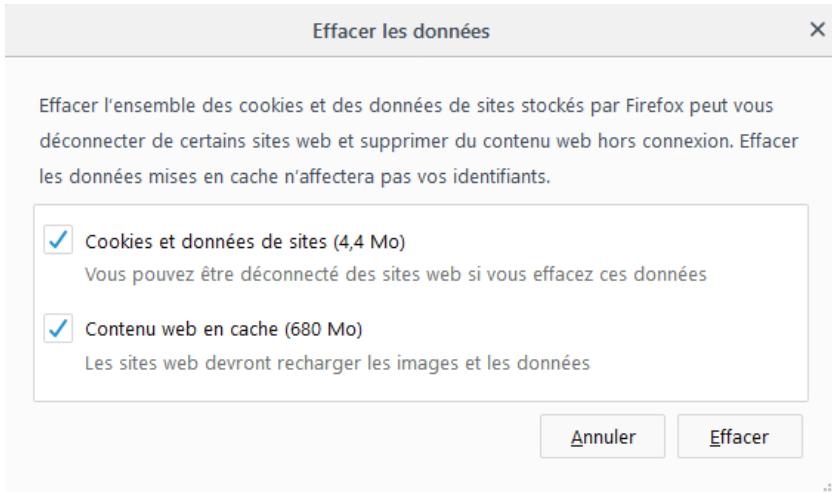 Effacer les données
Effacer l'ensemble des cookies et des données de sites stockés par Firefox peut vous
déconnecter de certains sites web et supprimer du contenu web hors connexion. Effacer
les données mises en cache n'affectera pas vos identifiants.
Cookies et données de sites (4,4 Mo)
Vous pouvez être déconnecté des sites web si vous effacez ces données
Contenu web en cache (680 Mo)
Les sites web devront recharger les images et les données
Annuler
Effacer